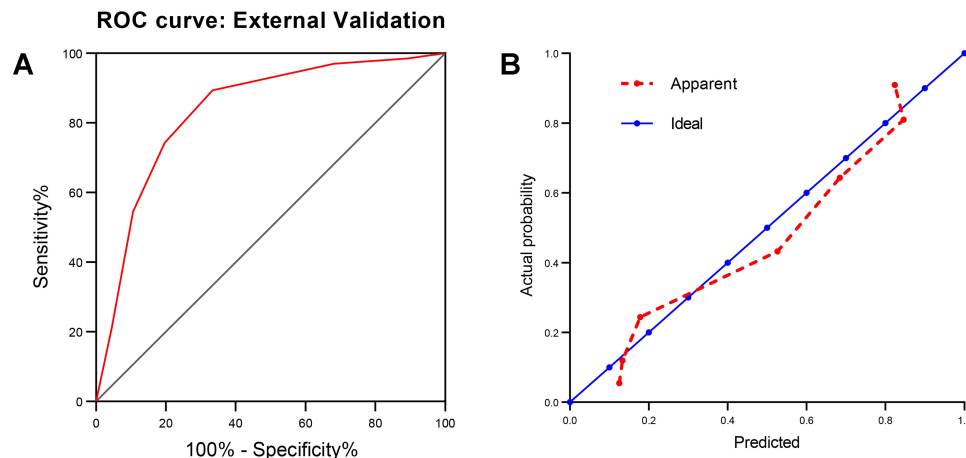 ROC curve: External Validation
A
100
80
60
40
20
0
0 20 40 60 80 100
Sensitivity%
100% - Specificity%
B
1.0
0.8
0.6
0.4
0.2
0.0
0.0 0.2 0.4 0.6 0.8 1.
Actual probability
Predicted
Apparent
Ideal